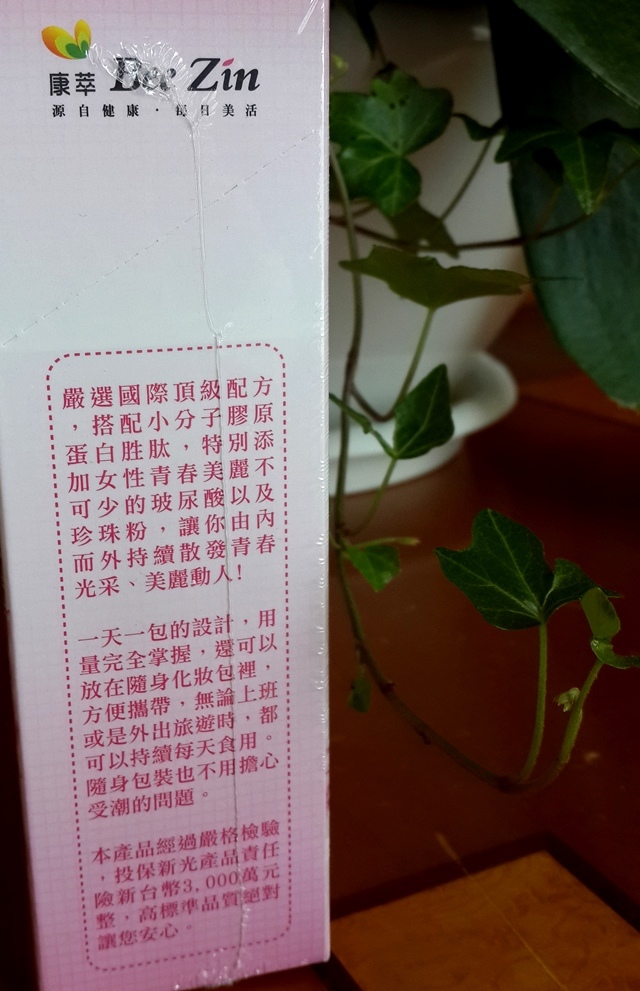 康萃 Bee Zin
源自健康·每日美活
嚴選國際頂級配方
，搭配小分子膠原
蛋白胜肽，特別添
加女性青春美麗不
可少的玻尿酸以及
珍珠粉，讓你由內
而外持續散發青春
光采、美麗動人!
一天一包的設計，用
量完全掌握，還可以
放在隨身化妝包裡，
方便攜帶，無論上班
或是外出旅遊時，都
可以持續每天食用。
隨身包裝也不用擔心
受潮的問題。
本產品經過嚴格檢驗
，投保新光產品責任
險新台幣3,000萬元
整，高標準品質絕對
讓您安心。